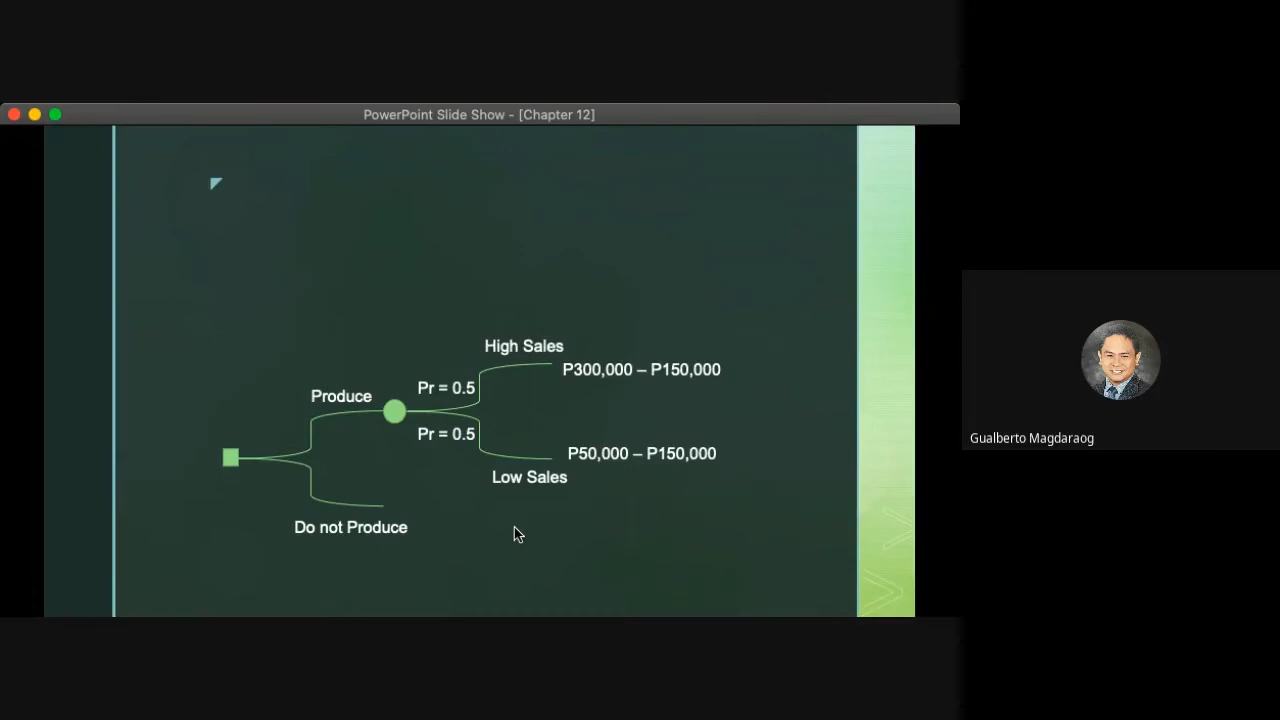 PowerPoint Slide Show - [Chapter 12]
High Sales
P300,000 – P150,000
Produce
Pr = 0.5
Pr = 0.5
P50,000 – P150,000
Low Sales
Do not Produce
Gualberto Magdaraog